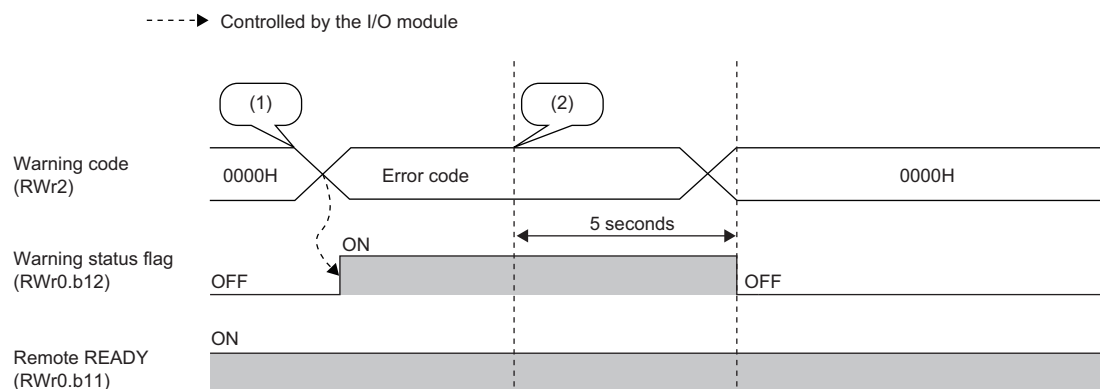 Controlled by the I/O module
(1)
(2)
Warning code
(RWr2)
0000H
Error code
0000H
5 seconds
Warning status flag
(RWr0.b12)
ON
OFF
OFF
ON
Remote READY
(RWr0.b11)